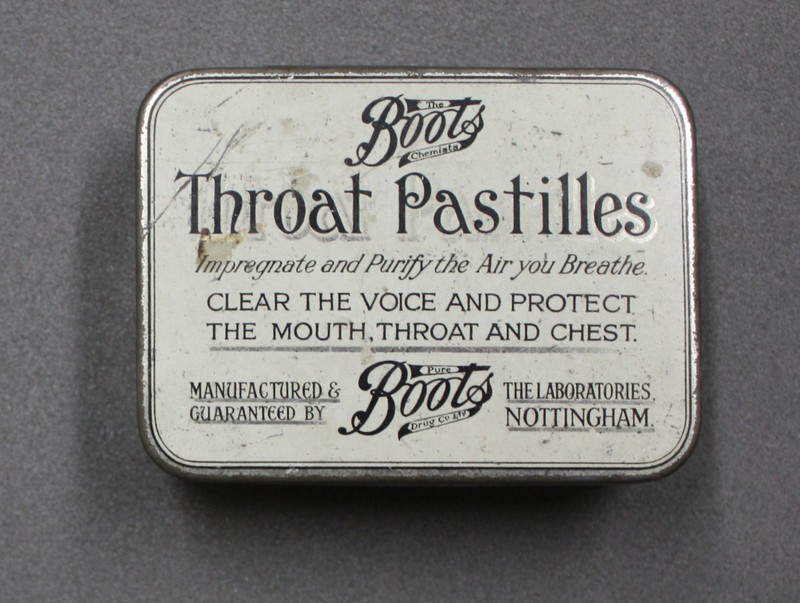 The
Boots
Chemists
Throat Pastilles
Impregnate and Purify the Air you Breathe.
CLEAR THE VOICE AND PROTECT
THE MOUTH, THROAT AND CHEST.
MANUFACTURED &
GUARANTEED BY
Pure
Boots
Drug Co Ltd
THE LABORATORIES,
NOTTINGHAM.